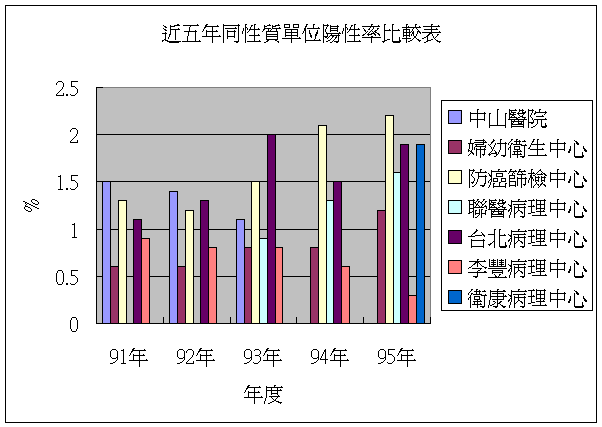 近五年同性質單位陽性率比較表
2.5
2
1.5
1
0.5
0
%
91年 92年 93年 94年 95年
年度
中山醫院
婦幼衛生中心
防癌篩檢中心
聯醫病理中心
台北病理中心
李豐病理中心
衛康病理中心